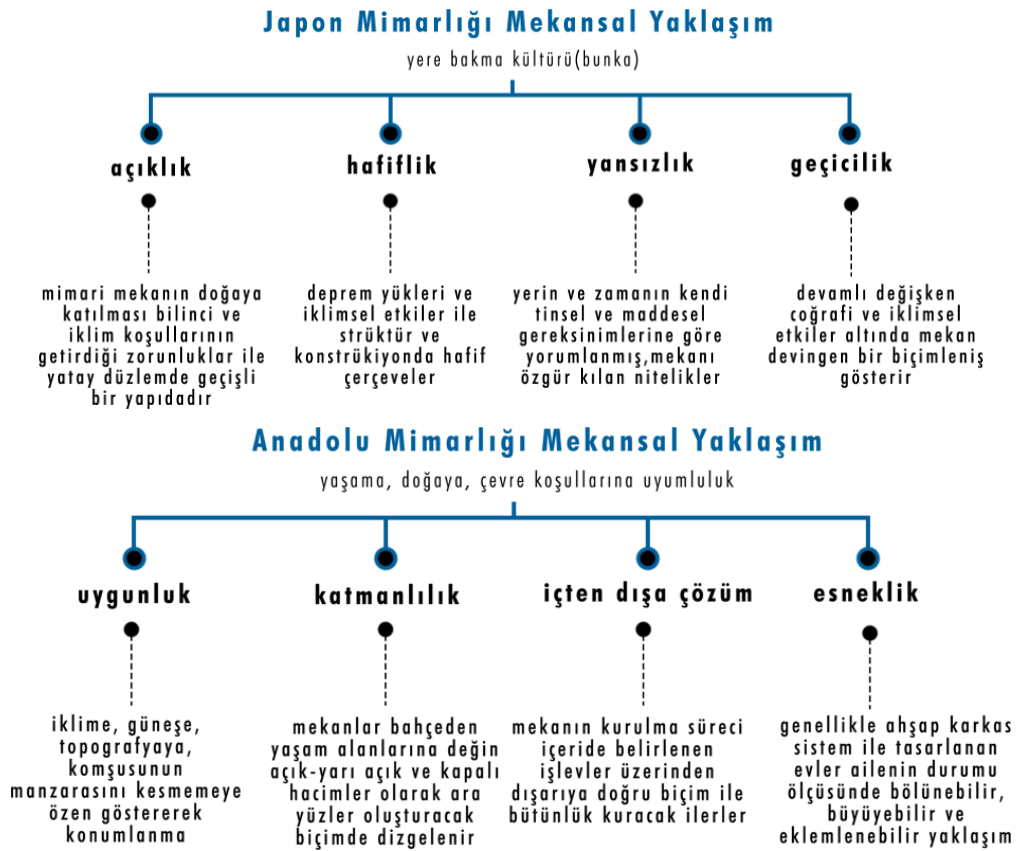 Japon Mimarlığı Mekansal Yaklaşım
yere bakma kültürü(bunka)
açıklık
hafiflik
yansızlık
geçicilik
mimari mekanın doğaya
katılması bilinci ve
iklim koşullarının
getirdiği zorunluklar ile
yatay düzlemde geçişli
bir yapıdadır
deprem yükleri ve
iklimsel etkiler ile
strüktür ve
konstrükiyonda hafif
çerçeveler
yerin ve zamanın kendi
tinsel ve maddesel
gereksinimlerine göre
yorumlanmış,mekanı
özgür kılan nitelikler
devamlı değişken
coğrafi ve iklimsel
etkiler altında mekan
devingen bir biçimleniş
gösterir
Anadolu Mimarlığı Mekansal Yaklaşım
yaşama, doğaya, çevre koşullarına uyumluluk
uygunluk
katmanlılık
içten dışa çözüm
esneklik
iklime, güneşe,
topografyaya,
komşusunun
manzarasını kesmemeye
özen göstererek
konumlanma
mekanlar bahçeden
yaşam alanlarına değin
açık-yarı açık ve kapalı
hacimler olarak ara
yüzler oluşturacak
biçimde dizgelenir
mekanın kurulma süreci
içeride belirlenen
işlevler üzerinden
dışarıya doğru biçim ile
bütünlük kuracak ilerler
genellikle ahşap karkas
sistem ile tasarlanan
evler ailenin durumu
ölçüsünde bölünebilir,
büyüyebilir ve
eklemlenebilir yaklaşım